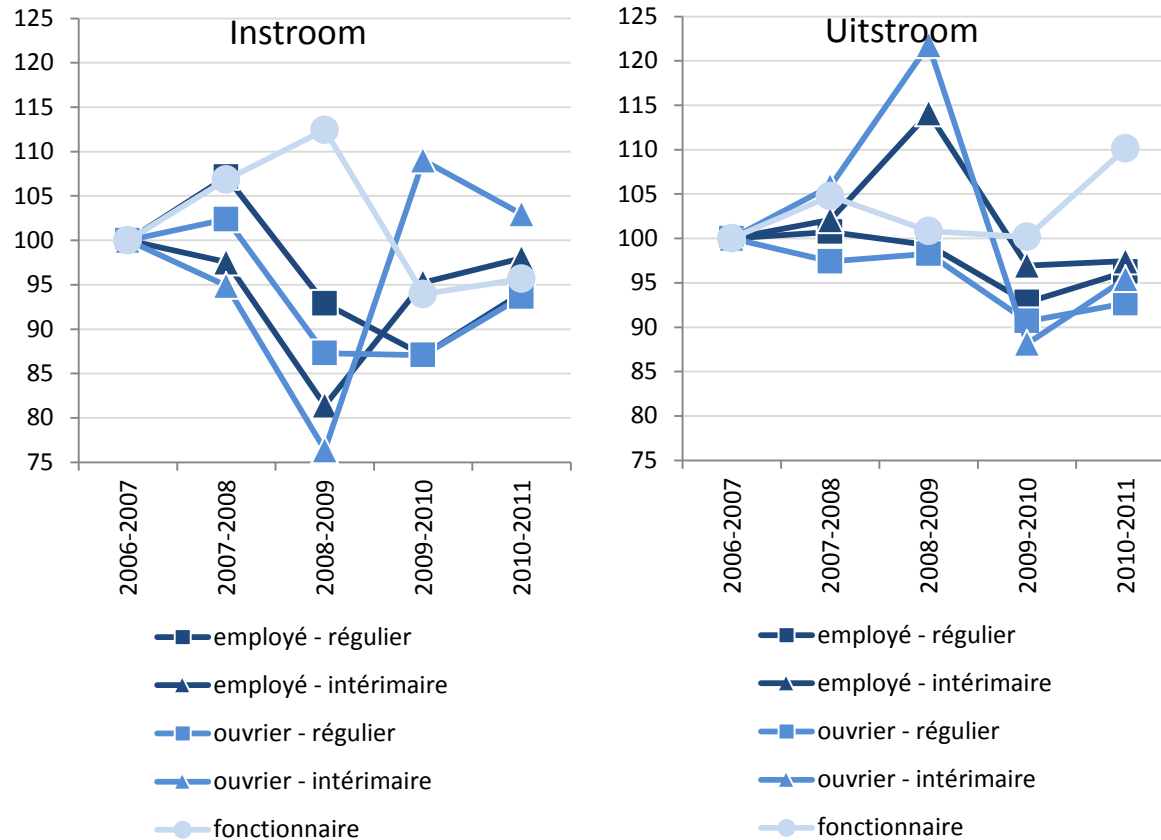 Instroom
125
120
115
110
105
100
95
90
85
80
75
2006-2007
2007-2008
2008-2009
2009-2010
2010-2011
employé - régulier
employé - intérimaire
ouvrier - régulier
ouvrier - intérimaire
fonctionnaire
Uitstroom
125
120
115
110
105
100
95
90
85
80
75
2006-2007
2007-2008
2008-2009
2009-2010
2010-2011
employé - régulier
employé - intérimaire
ouvrier - régulier
ouvrier - intérimaire
fonctionnaire